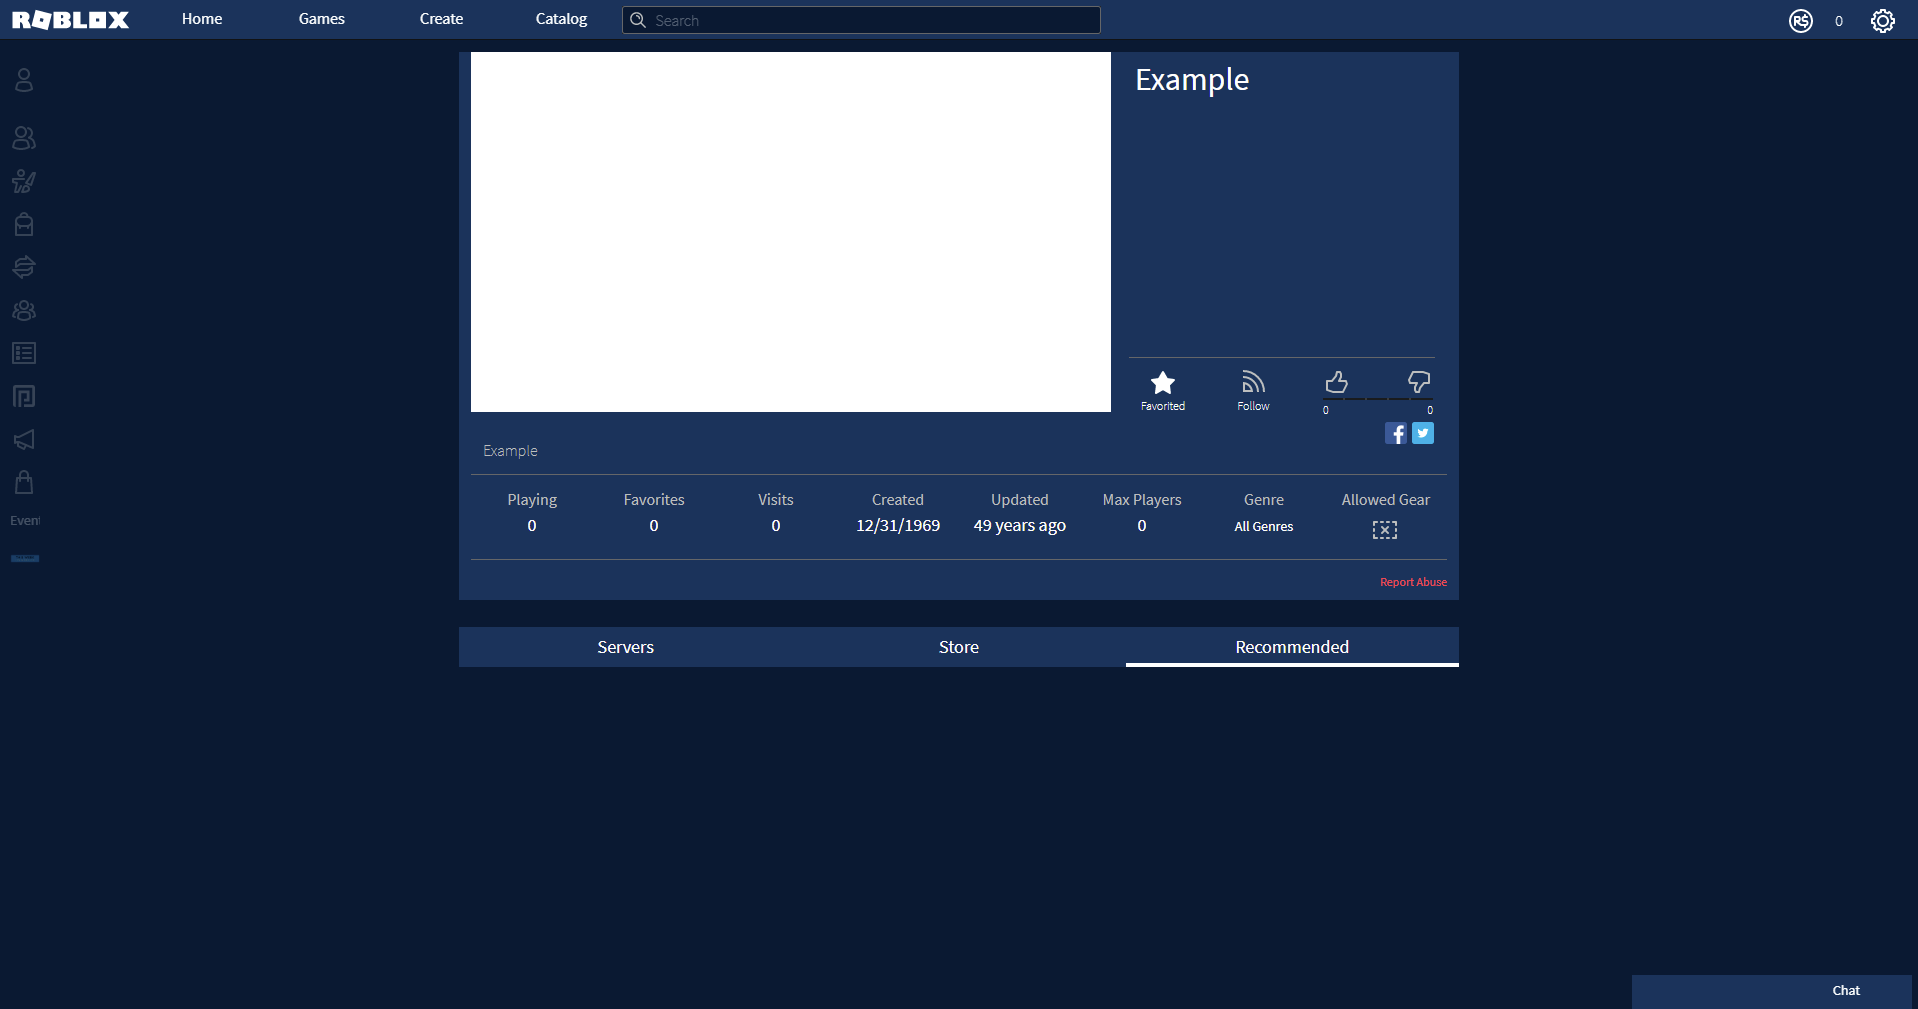 ROBLOX Home Games Create Catalog Search R$ 0
Example
Favorited Follow 0 0
Example
Playing Favorites Visits Created Updated Max Players Genre Allowed Gear
0 0 0 12/31/1969 49 years ago 0 All Genres
Event
Report Abuse
Servers Store Recommended
Chat